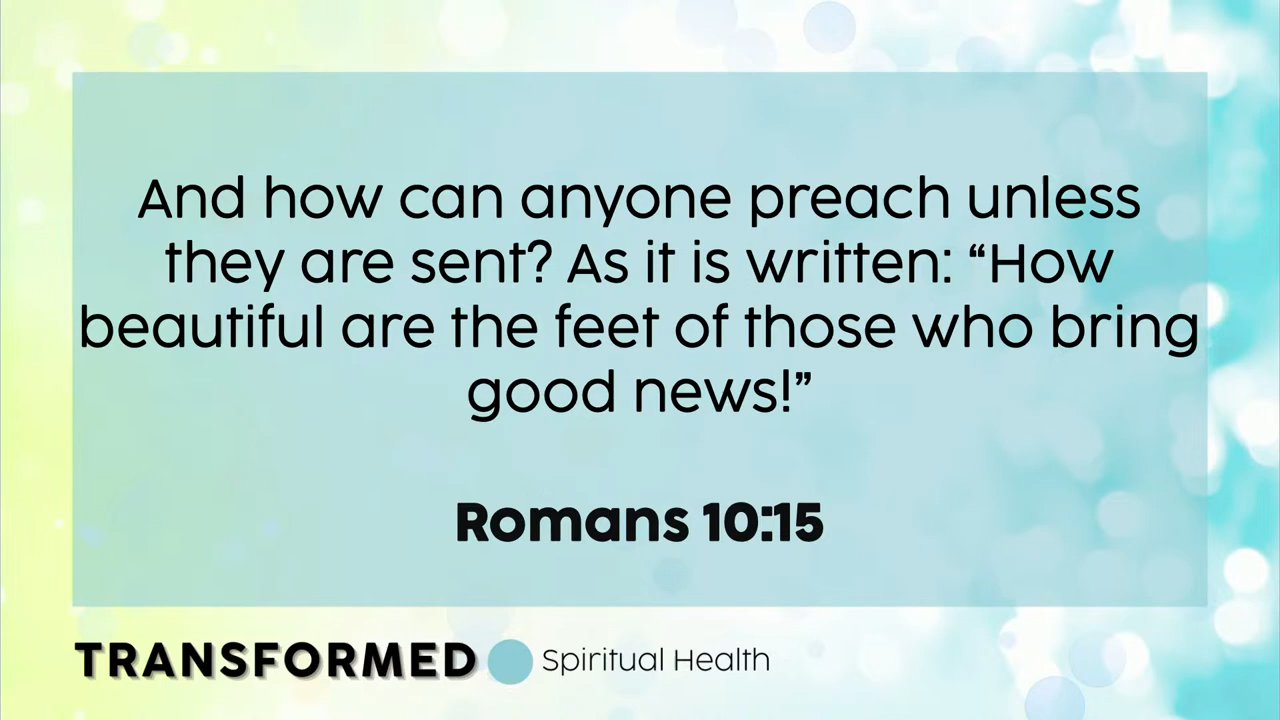 And how can anyone preach unless
they are sent? As it is written: “How
beautiful are the feet of those who bring
good news!”
Romans 10:15
TRANSFORMED Spiritual Health